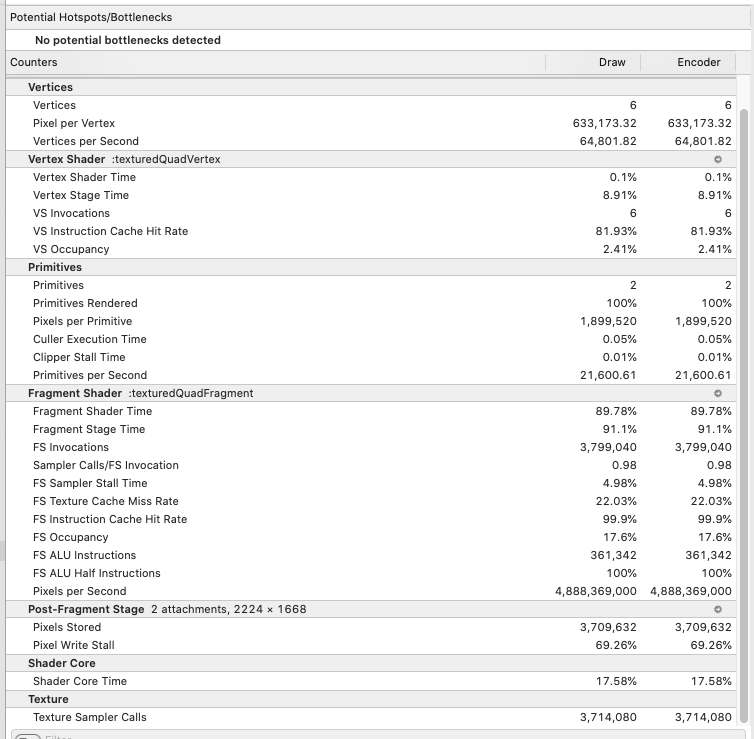 Potential Hotspots/Bottlenecks
No potential bottlenecks detected
Counters Draw Encoder
Vertices
Vertices 6 6
Pixel per Vertex 633,173.32 633,173.32
Vertices per Second 64,801.82 64,801.82
Vertex Shader :texturedQuadVertex
Vertex Shader Time 0.1% 0.1%
Vertex Stage Time 8.91% 8.91%
VS Invocations 6 6
VS Instruction Cache Hit Rate 81.93% 81.93%
VS Occupancy 2.41% 2.41%
Primitives
Primitives 2 2
Primitives Rendered 100% 100%
Pixels per Primitive 1,899,520 1,899,520
Culler Execution Time 0.05% 0.05%
Clipper Stall Time 0.01% 0.01%
Primitives per Second 21,600.61 21,600.61
Fragment Shader :texturedQuadFragment
Fragment Shader Time 89.78% 89.78%
Fragment Stage Time 91.1% 91.1%
FS Invocations 3,799,040 3,799,040
Sampler Calls/FS Invocation 0.98 0.98
FS Sampler Stall Time 4.98% 4.98%
FS Texture Cache Miss Rate 22.03% 22.03%
FS Instruction Cache Hit Rate 99.9% 99.9%
FS Occupancy 17.6% 17.6%
FS ALU Instructions 361,342 361,342
FS ALU Half Instructions 100% 100%
Pixels per Second 4,888,369,000 4,888,369,000
Post-Fragment Stage 2 attachments, 2224 × 1668
Pixels Stored 3,709,632 3,709,632
Pixel Write Stall 69.26% 69.26%
Shader Core
Shader Core Time 17.58% 17.58%
Texture
Texture Sampler Calls 3,714,080 3,714,080